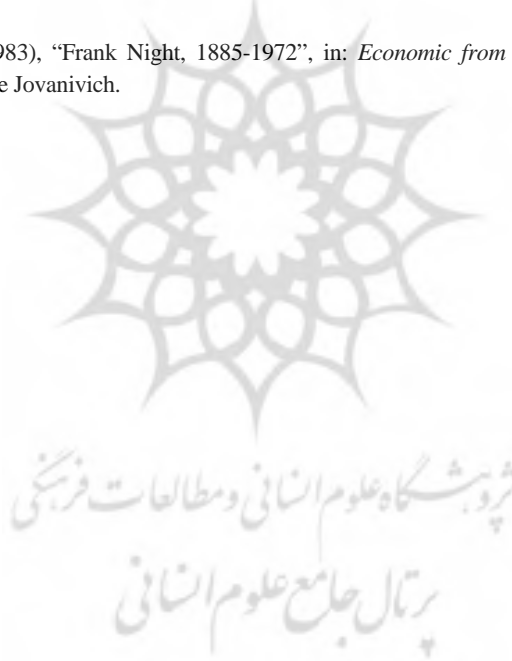 983), “Frank Night, 1885-1972”, in: Economic from
e Jovanivich.
پژوهشگاه علوم انسانی و مطالعات فرهنگی
پرتال جامع علوم انسانی